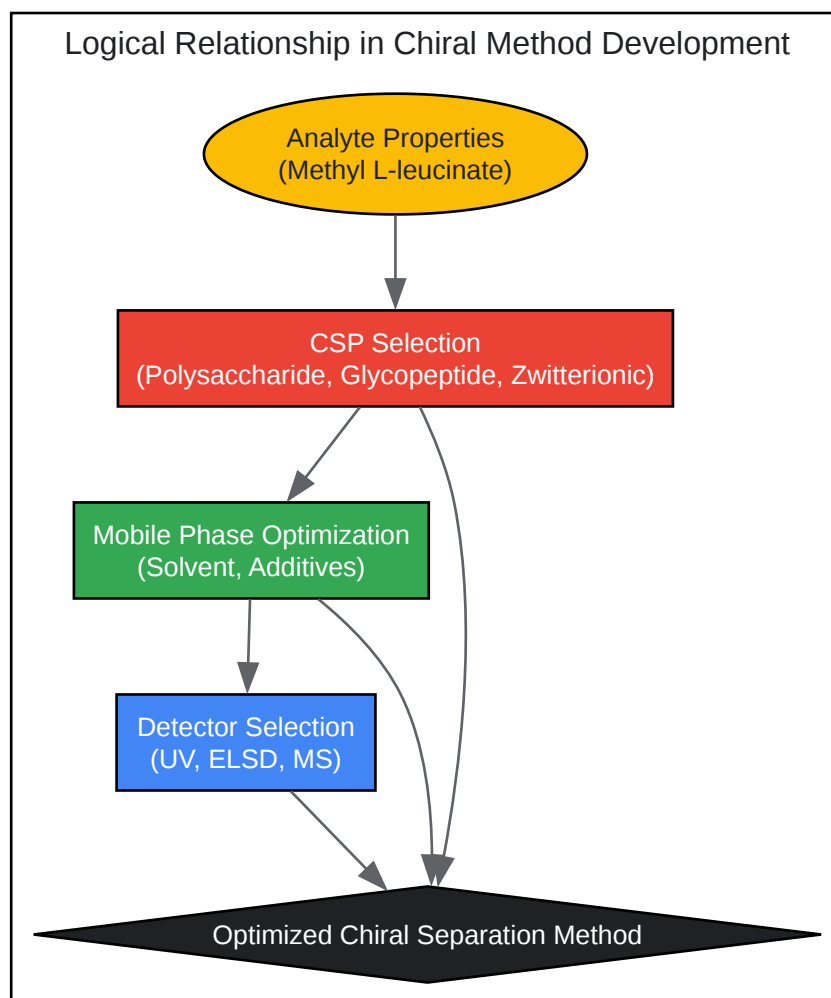 Logical Relationship in Chiral Method Development
Analyte Properties
(Methyl L-leucinate)
CSP Selection
(Polysaccharide, Glycopeptide, Zwitterionic)
Mobile Phase Optimization
(Solvent, Additives)
Detector Selection
(UV, ELSD, MS)
Optimized Chiral Separation Method